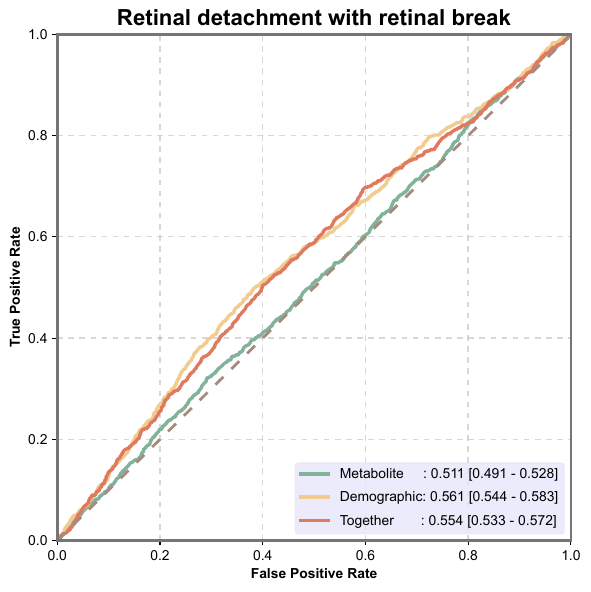 Retinal detachment with retinal break
1.0
0.8
0.6
0.4
0.2
0.0
True Positive Rate
Metabolite : 0.511 [0.491 - 0.528]
Demographic: 0.561 [0.544 - 0.583]
Together : 0.554 [0.533 - 0.572]
0.0 0.2 0.4 0.6 0.8 1.0
False Positive Rate